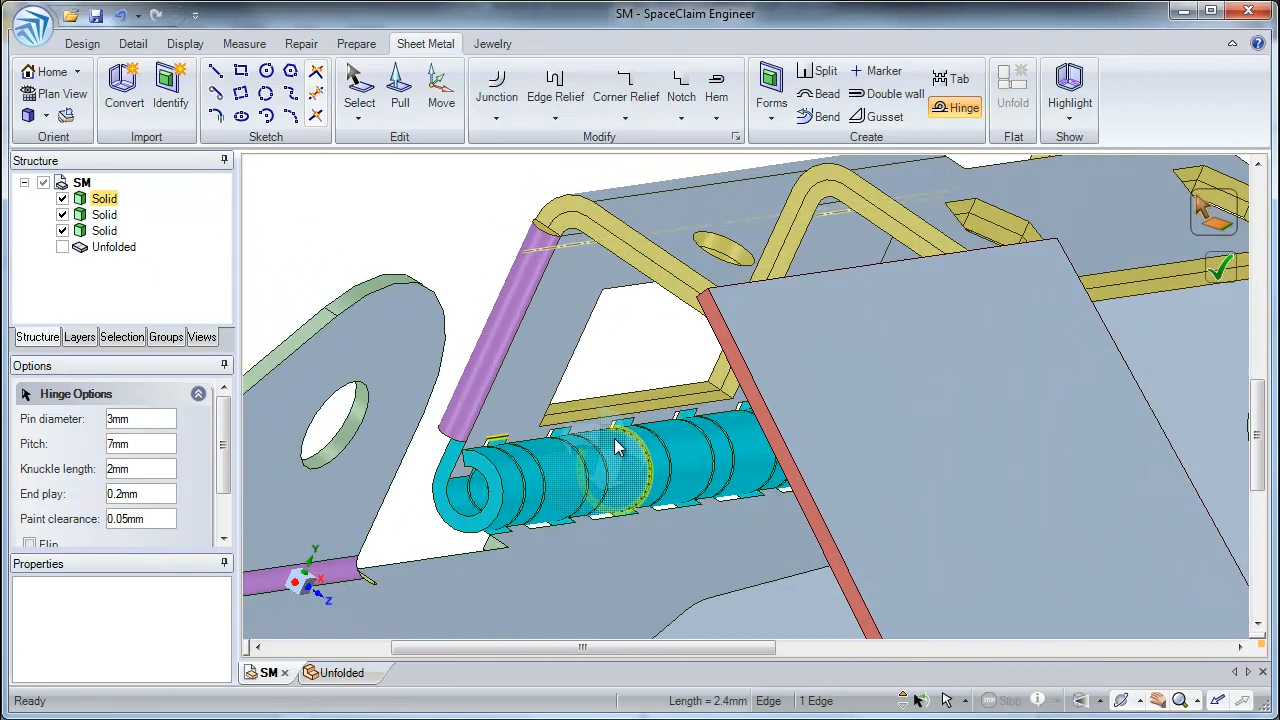 SM - SpaceClaim Engineer
Design Detail Display Measure Repair Prepare Sheet Metal Jewelry
Home
Plan View
Orient
Convert Identify
Import
Sketch
Select Pull Move
Edit
Junction Edge Relief Corner Relief Notch Hem
Modify
Forms
Split
Bead
Bend
Marker
Double wall
Gusset
Tab
Hinge
Create
Unfold
Flat
Highlight
Show
Structure
SM
Solid
Solid
Solid
Unfolded
Structure Layers Selection Groups Views
Options
Hinge Options
Pin diameter: 3mm
Pitch: 7mm
Knuckle length: 2mm
End play: 0.2mm
Paint clearance: 0.05mm
Flip
Properties
Y
X
Z
SM Unfolded
Ready Length = 2.4mm Edge 1 Edge Stop